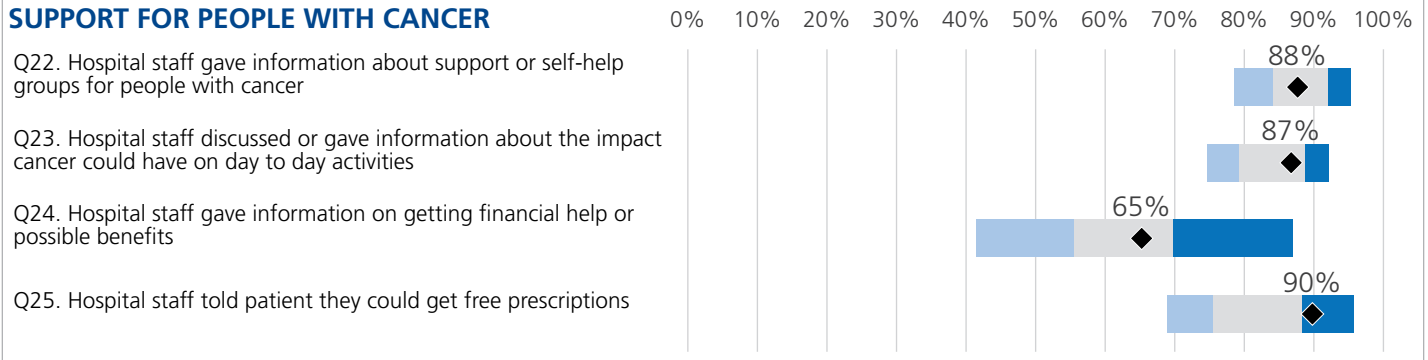 SUPPORT FOR PEOPLE WITH CANCER
0% 10% 20% 30% 40% 50% 60% 70% 80% 90% 100%
Q22. Hospital staff gave information about support or self-help
groups for people with cancer
88%
Q23. Hospital staff discussed or gave information about the impact
cancer could have on day to day activities
87%
Q24. Hospital staff gave information on getting financial help or
possible benefits
65%
Q25. Hospital staff told patient they could get free prescriptions
90%